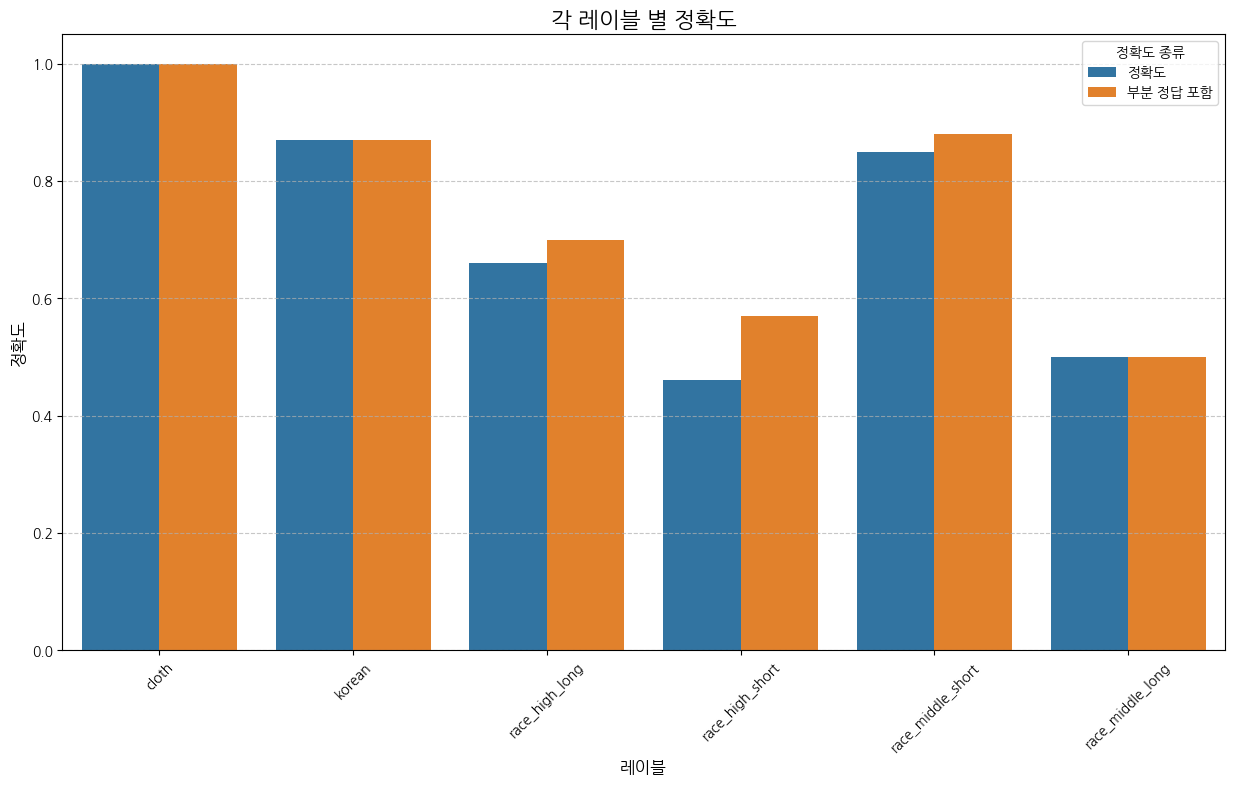 각 레이블 별 정확도
정확도 종류
정확도
부분 정답 포함
정확도
1.0
0.8
0.6
0.4
0.2
0.0
cloth
korean
race_high_long
race_high_short
race_middle_short
race_middle_long
레이블